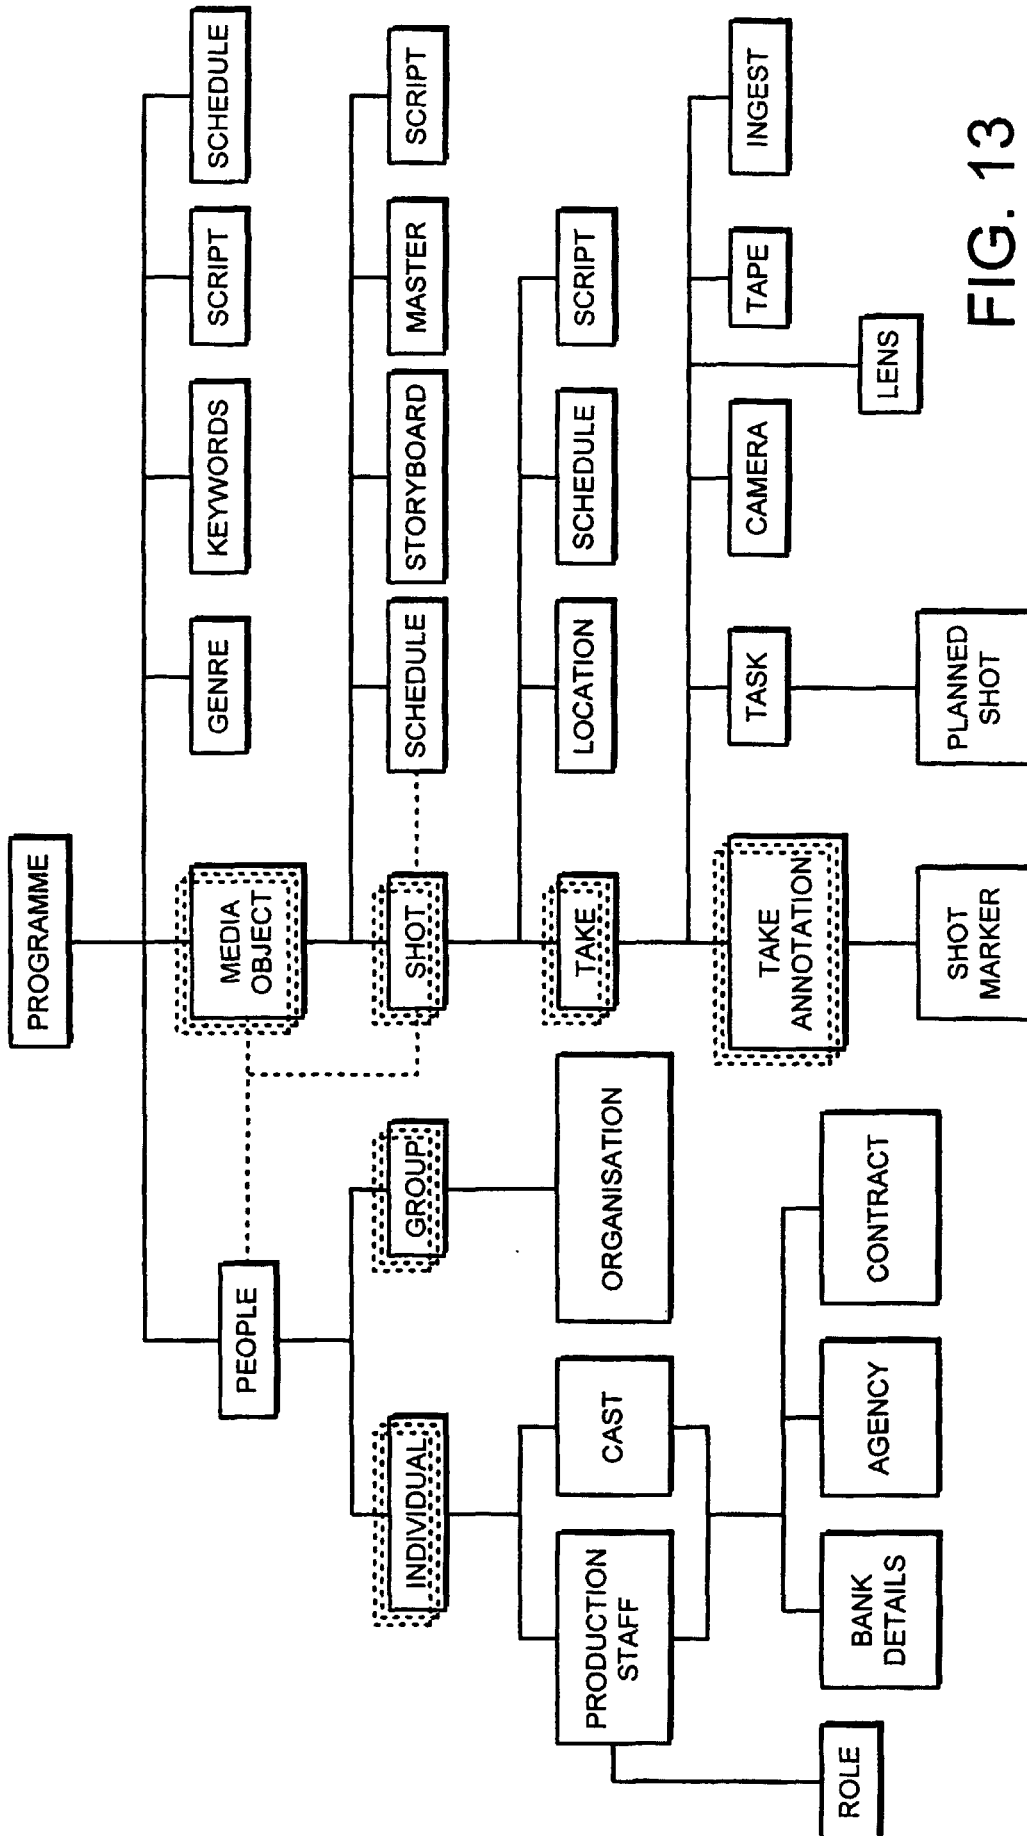 PROGRAMME
PEOPLE
MEDIA
OBJECT
GENRE
KEYWORDS
SCRIPT
SCHEDULE
INDIVIDUAL
GROUP
SHOT
SCHEDULE
STORYBOARD
MASTER
SCRIPT
PRODUCTION
STAFF
CAST
ORGANISATION
TAKE
LOCATION
SCHEDULE
SCRIPT
TAKE
ANNOTATION
TASK
CAMERA
TAPE
INGEST
LENS
ROLE
BANK
DETAILS
AGENCY
CONTRACT
SHOT
MARKER
PLANNED
SHOT
FIG. 13